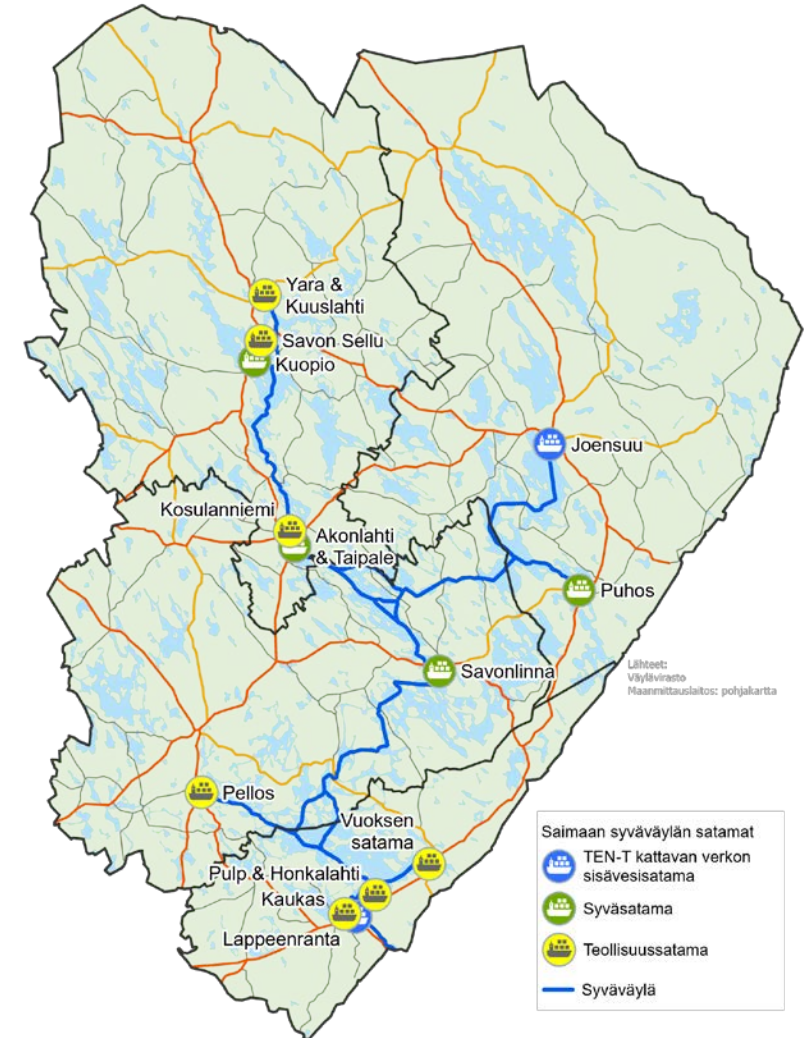 Yara &
Kuuslahti
Savon Sellu
Kuopio
Joensuu
Kosulanniemi
Akonlahti
& Taipale
Puhos
Savonlinna
Lähteet:
Väylävirasto
Maanmittauslaitos: pohjakartta
Pellos
Vuoksen
satama
Pulp & Honkalahti
Kaukas
Lappeenranta
Saimaan syväväylän satamat
TEN-T kattavan verkon
sisävesisatama
Syväsatama
Teollisuussatama
Syväväylä